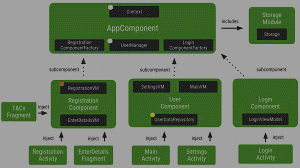 Context
AppComponent
Registration
ComponentFactory
UserManager
Login
ComponentFactory
includes
Storage
Module
Storage
subcomponent
subcomponent
subcomponent
T&Cs
Fragment
inject
RegistrationVM
Registration
Component
EnterDetailsVM
SettingsVM
MainVM
User
Component
UserDataRepository
Login
Component
LoginViewModel
inject
inject
inject
inject
inject
Registration
Activity
EnterDetails
Fragment
Main
Activity
Settings
Activity
Login
Activity